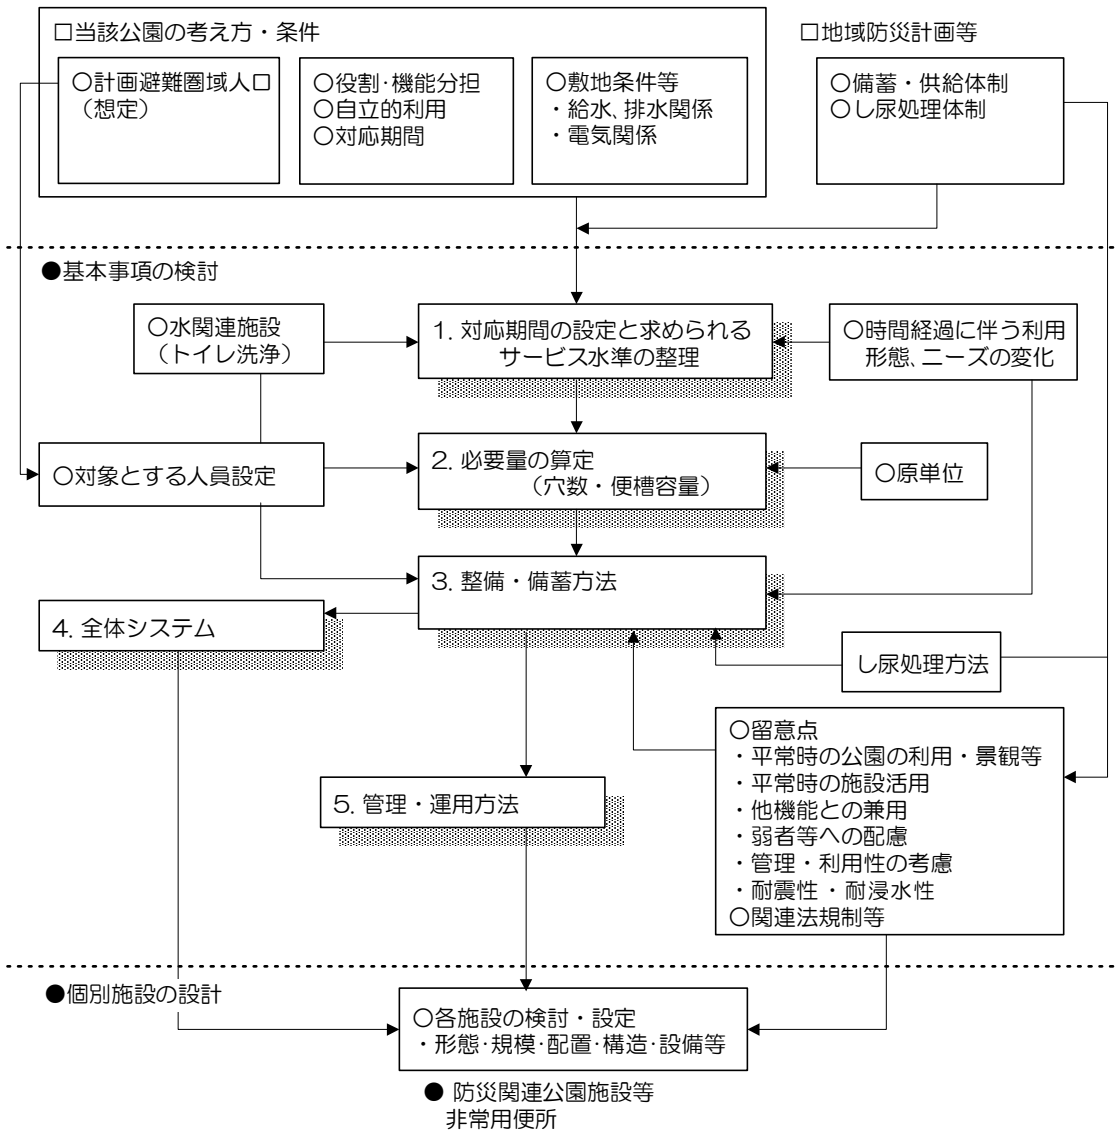 □当該公園の考え方・条件
○計画避難圏域人口
（想定）
○役割・機能分担
○自立的利用
○対応期間
○敷地条件等
・給水、排水関係
・電気関係
□地域防災計画等
○備蓄・供給体制
○し尿処理体制
●基本事項の検討
○水関連施設
（トイレ洗浄）
1. 対応期間の設定と求められる
サービス水準の整理
○時間経過に伴う利用
形態、ニーズの変化
○対象とする人員設定
2. 必要量の算定
（穴数・便槽容量）
○原単位
3. 整備・備蓄方法
4. 全体システム
し尿処理方法
○留意点
・平常時の公園の利用・景観等
・平常時の施設活用
・他機能との兼用
・弱者等への配慮
・管理・利用性の考慮
・耐震性・耐浸水性
○関連法規制等
5. 管理・運用方法
●個別施設の設計
○各施設の検討・設定
・形態・規模・配置・構造・設備等
● 防災関連公園施設等
非常用便所